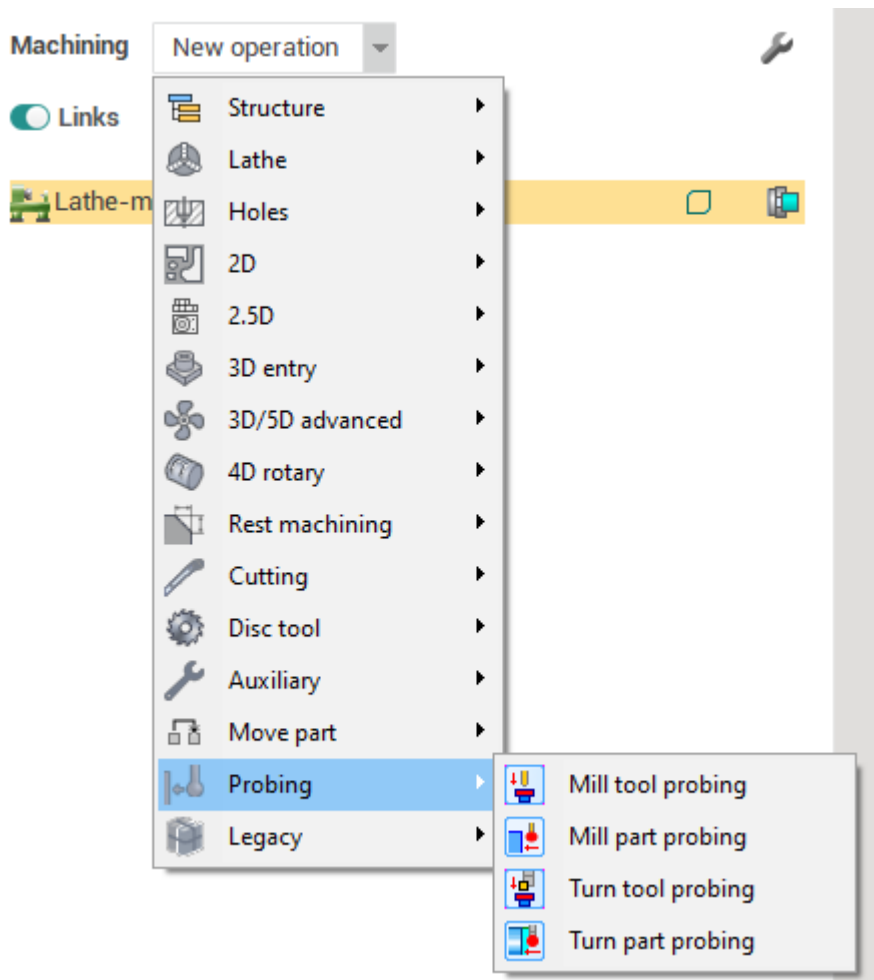 Machining New operation
Structure
Links
Lathe
Lathe-m
Holes
2D
2.5D
3D entry
3D/5D advanced
4D rotary
Rest machining
Cutting
Disc tool
Auxiliary
Move part
Probing
Mill tool probing
Mill part probing
Legacy
Turn tool probing
Turn part probing